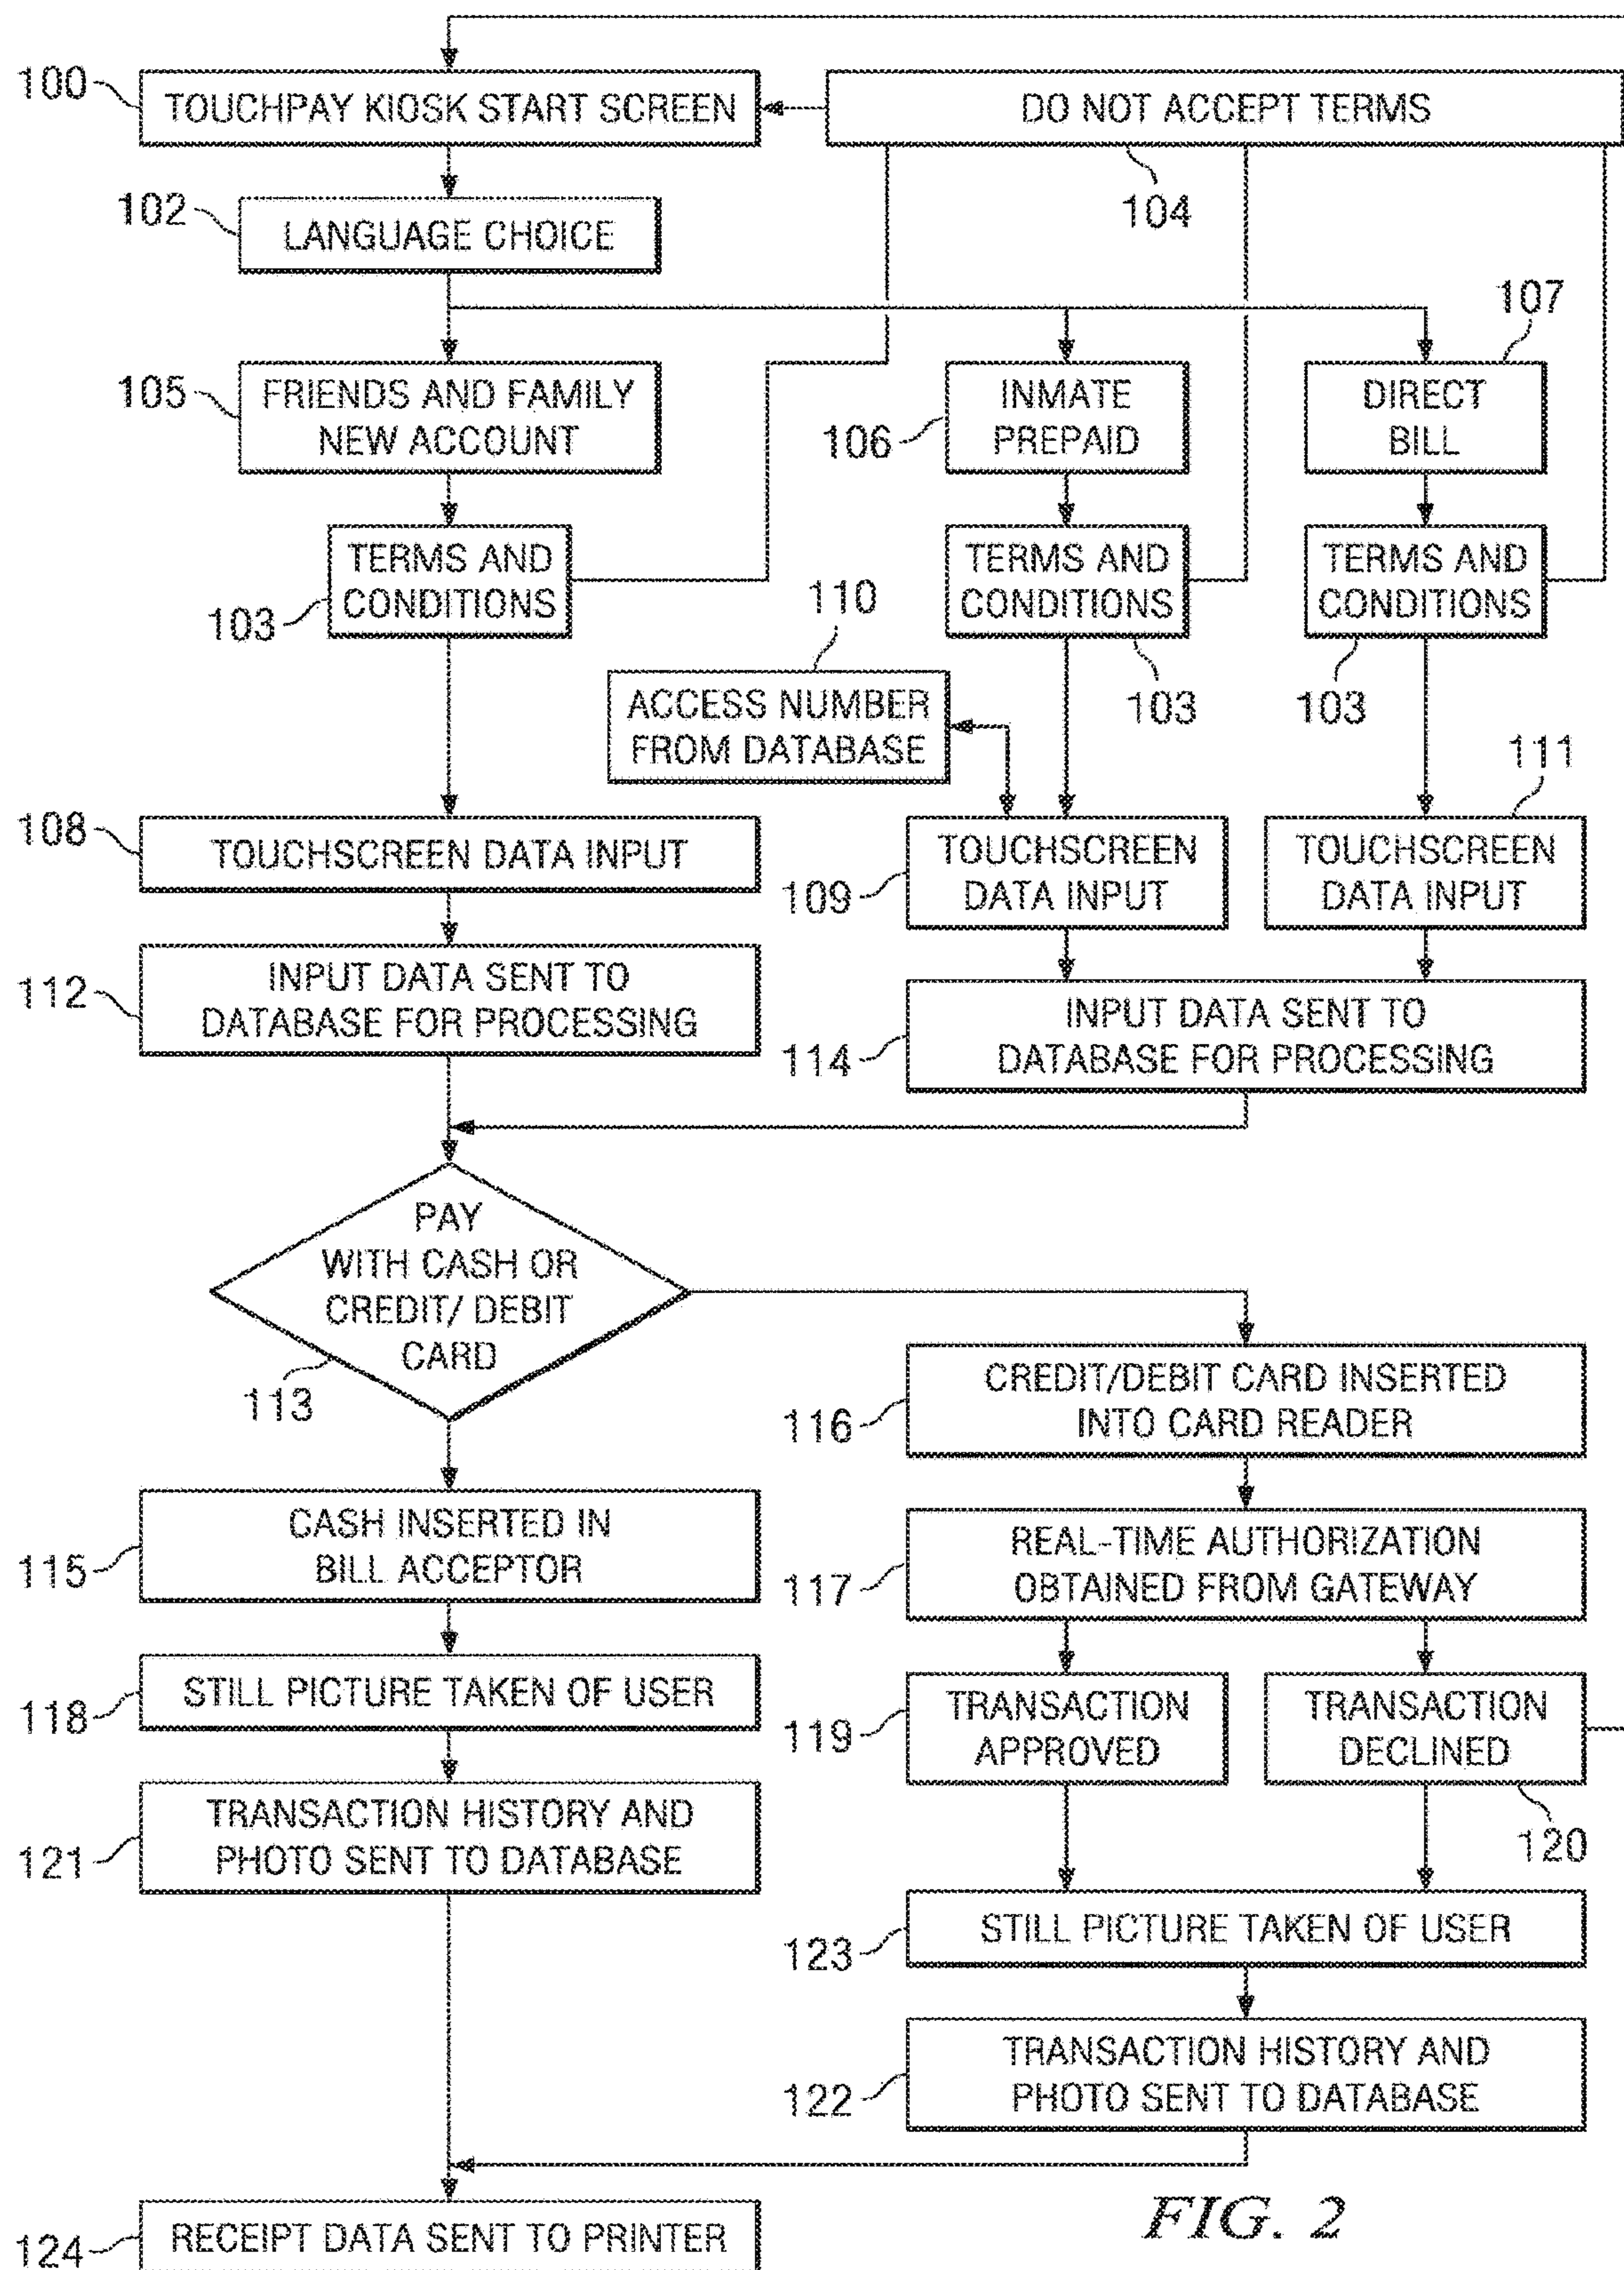 100
TOUCHPAY KIOSK START SCREEN
DO NOT ACCEPT TERMS
104
102
LANGUAGE CHOICE
107
105
FRIENDS AND FAMILY
NEW ACCOUNT
106
INMATE
PREPAID
DIRECT
BILL
103
TERMS AND
CONDITIONS
TERMS AND
CONDITIONS
103
TERMS AND
CONDITIONS
103
110
ACCESS NUMBER
FROM DATABASE
111
108
TOUCHSCREEN DATA INPUT
109
TOUCHSCREEN
DATA INPUT
TOUCHSCREEN
DATA INPUT
112
INPUT DATA SENT TO
DATABASE FOR PROCESSING
114
INPUT DATA SENT TO
DATABASE FOR PROCESSING
PAY
WITH CASH OR
CREDIT/ DEBIT
CARD
113
116
CREDIT/DEBIT CARD INSERTED
INTO CARD READER
115
CASH INSERTED IN
BILL ACCEPTOR
117
REAL-TIME AUTHORIZATION
OBTAINED FROM GATEWAY
118
STILL PICTURE TAKEN OF USER
119
TRANSACTION
APPROVED
TRANSACTION
DECLINED
120
121
TRANSACTION HISTORY AND
PHOTO SENT TO DATABASE
123
STILL PICTURE TAKEN OF USER
122
TRANSACTION HISTORY AND
PHOTO SENT TO DATABASE
124
RECEIPT DATA SENT TO PRINTER
FIG. 2